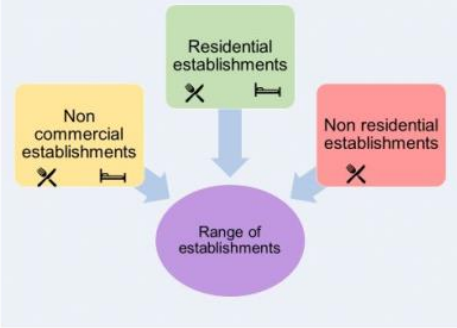 Residential
establishments
Non
commercial
establishments
Non residential
establishments
Range of
establishments